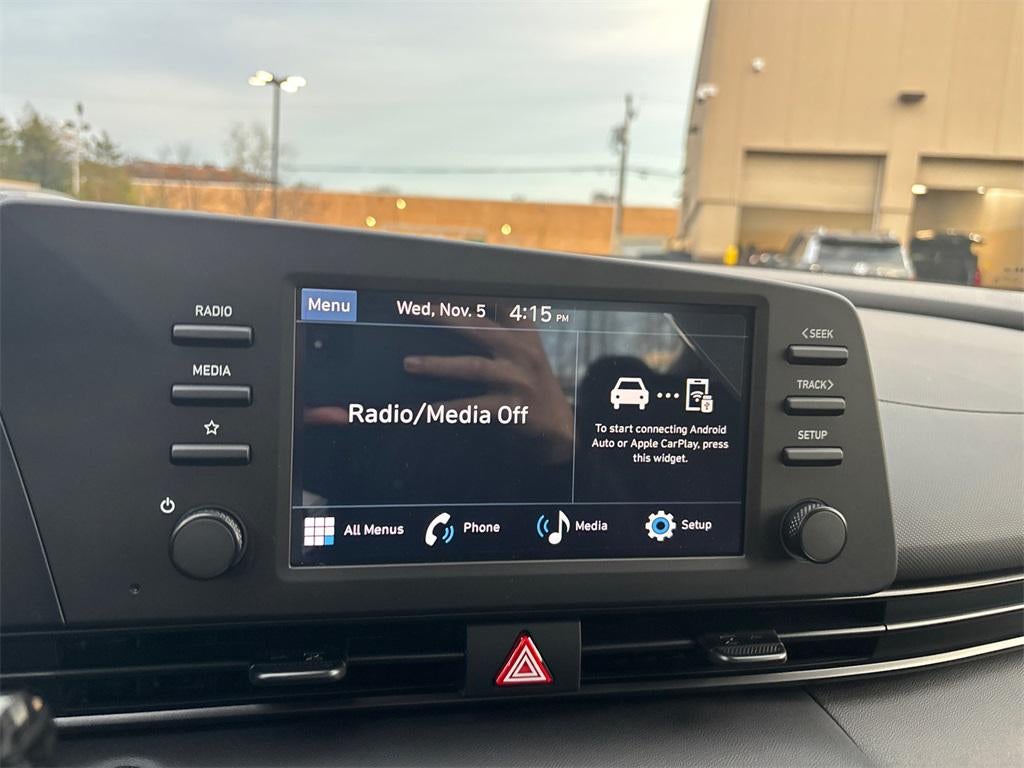 Menu
Wed, Nov. 5 4:15 PM
RADIO
MEDIA
Radio/Media Off
To start connecting Android
Auto or Apple CarPlay, press
this widget.
All Menus
Phone
Media
Setup
<SEEK
TRACK>
SETUP